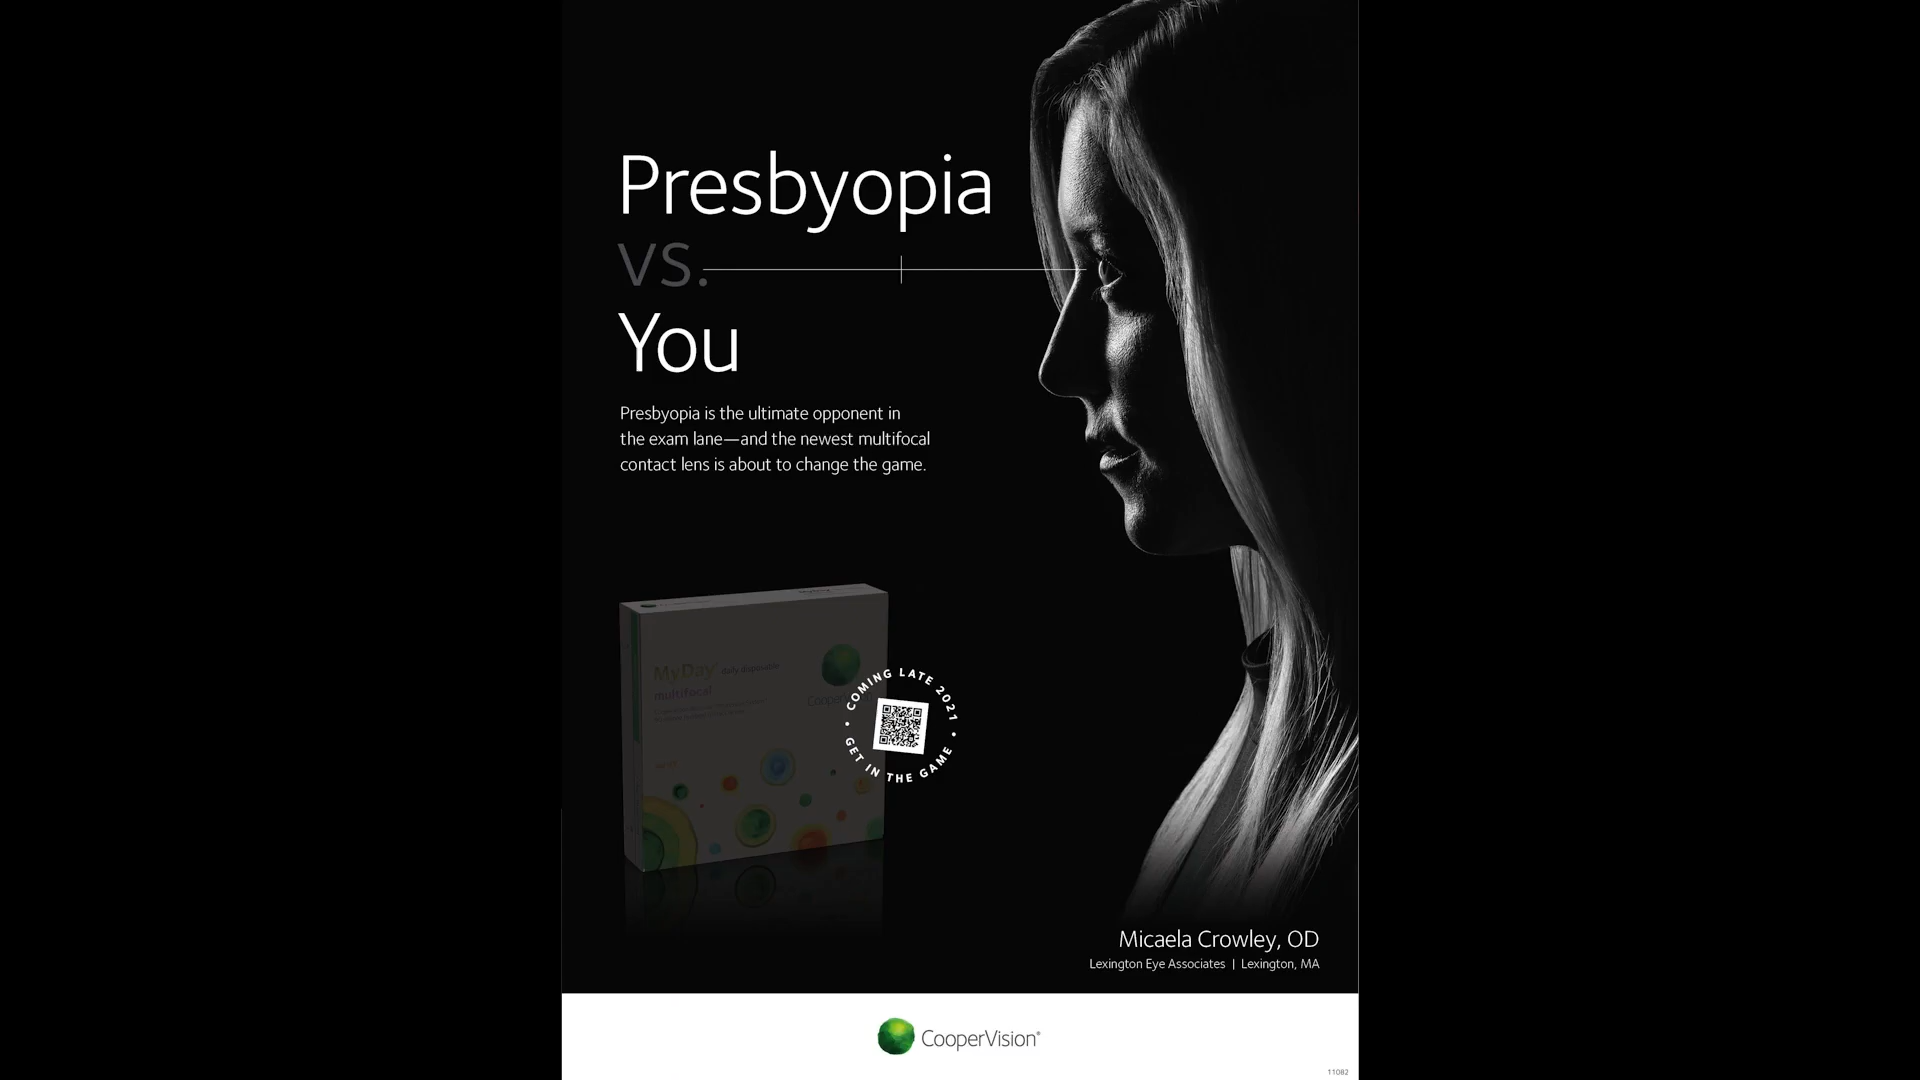 Presbyopia
vs.
You
Presbyopia is the ultimate opponent in
the exam lane—and the newest multifocal
contact lens is about to change the game.
MyDay® daily disposable
multifocal
• COMING LATE 2021 •
GET IN THE GAME
Micaela Crowley, OD
Lexington Eye Associates | Lexington, MA
CooperVision®
11082